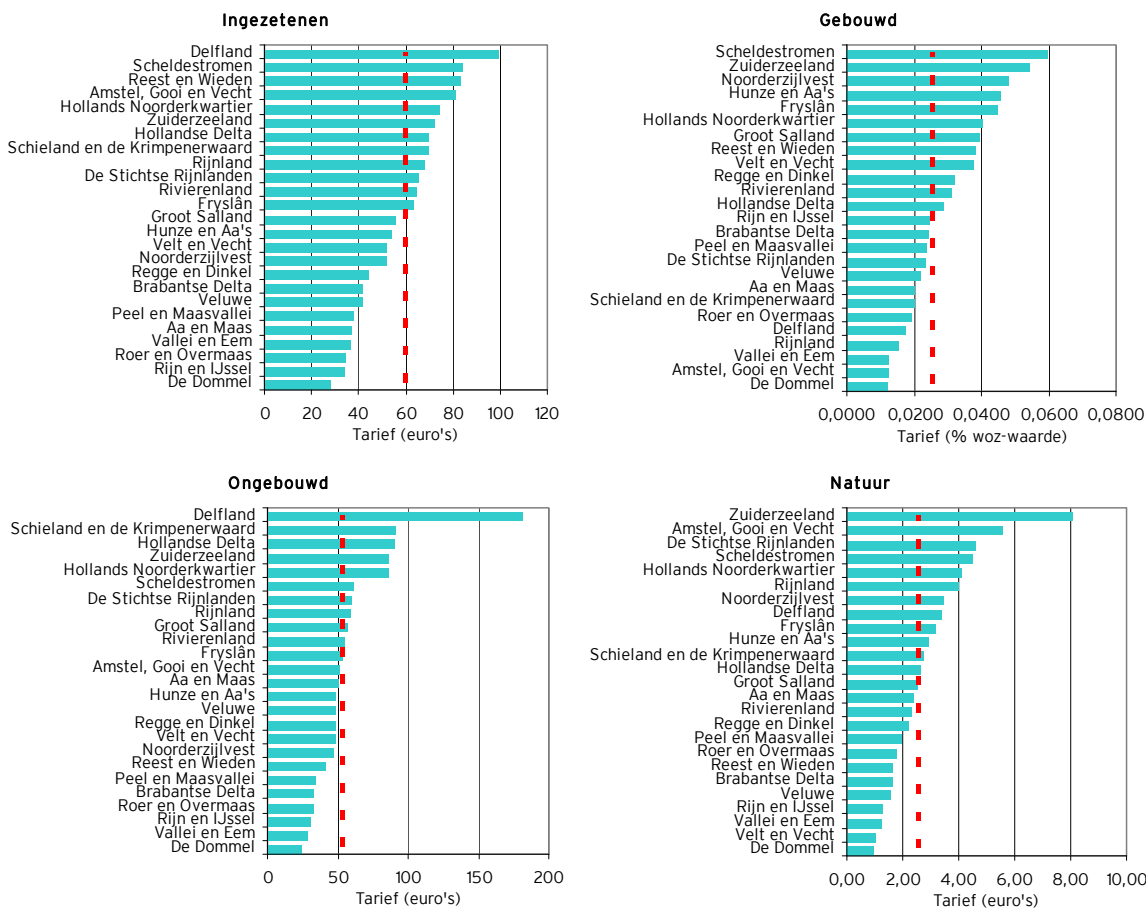 Ingezetenen
Delfland
Scheldestromen
Reest en Wieden
Amstel, Gooi en Vecht
Hollands Noorderkwartier
Zuiderzeeland
Hollandse Delta
Schieland en de Krimpenerwaard
Rijnland
De Stichtse Rijnlanden
Rivierenland
Fryslân
Groot Salland
Hunze en Aa's
Velt en Vecht
Noorderzijlvest
Regge en Dinkel
Brabantse Delta
Veluwe
Peel en Maasvallei
Aa en Maas
Vallei en Eem
Roer en Overmaas
Rijn en IJssel
De Dommel
0 20 40 60 80 100 120
Tarief (euro's)
Gebouwd
Scheldestromen
Zuiderzeeland
Noorderzijlvest
Hunze en Aa's
Fryslân
Hollands Noorderkwartier
Groot Salland
Reest en Wieden
Velt en Vecht
Regge en Dinkel
Rivierenland
Hollandse Delta
Rijn en IJssel
Brabantse Delta
Peel en Maasvallei
De Stichtse Rijnlanden
Veluwe
Aa en Maas
Schieland en de Krimpenerwaard
Roer en Overmaas
Delfland
Rijnland
Vallei en Eem
Amstel, Gooi en Vecht
De Dommel
0,0000 0,0200 0,0400 0,0600 0,0800
Tarief (% woz-waarde)
Ongebouwd
Delfland
Schieland en de Krimpenerwaard
Hollandse Delta
Zuiderzeeland
Hollands Noorderkwartier
Scheldestromen
De Stichtse Rijnlanden
Rijnland
Groot Salland
Rivierenland
Fryslân
Amstel, Gooi en Vecht
Aa en Maas
Hunze en Aa's
Veluwe
Regge en Dinkel
Velt en Vecht
Noorderzijlvest
Reest en Wieden
Peel en Maasvallei
Brabantse Delta
Roer en Overmaas
Rijn en IJssel
Vallei en Eem
De Dommel
0 50 100 150 200
Tarief (euro's)
Natuur
Zuiderzeeland
Amstel, Gooi en Vecht
De Stichtse Rijnlanden
Scheldestromen
Hollands Noorderkwartier
Rijnland
Noorderzijlvest
Delfland
Fryslân
Hunze en Aa's
Schieland en de Krimpenerwaard
Hollandse Delta
Groot Salland
Aa en Maas
Rivierenland
Regge en Dinkel
Peel en Maasvallei
Roer en Overmaas
Reest en Wieden
Brabantse Delta
Veluwe
Rijn en IJssel
Vallei en Eem
Velt en Vecht
De Dommel
0,00 2,00 4,00 6,00 8,00 10,00
Tarief (euro's)